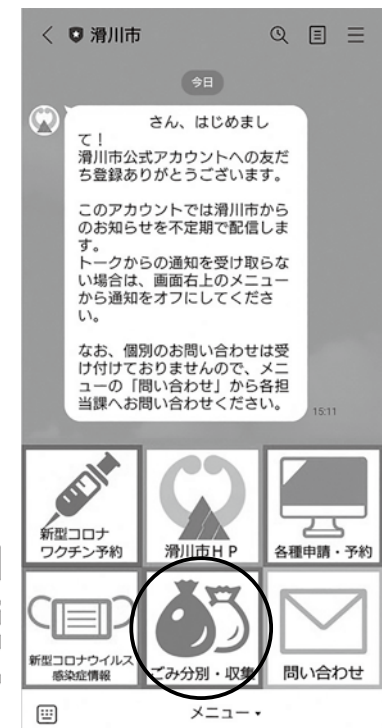 滑川市
今日
さん、はじめまし
て！
滑川市公式アカウントへの友だ
ち登録ありがとうございます。
このアカウントでは滑川市から
のお知らせを不定期で配信しま
す。
トークからの通知を受け取らな
い場合は、画面右上のメニュー
から通知をオフにしてくださ
い。
なお、個別のお問い合わせは受
け付けておりませんので、メニ
ューの「問い合わせ」から各担
当課へお問い合わせください。
15:11
新型コロナ
ワクチン予約
滑川市ＨＰ
各種申請・予約
新型コロナウイルス
感染症情報
ごみ分別・収集
問い合わせ
メニュー▾